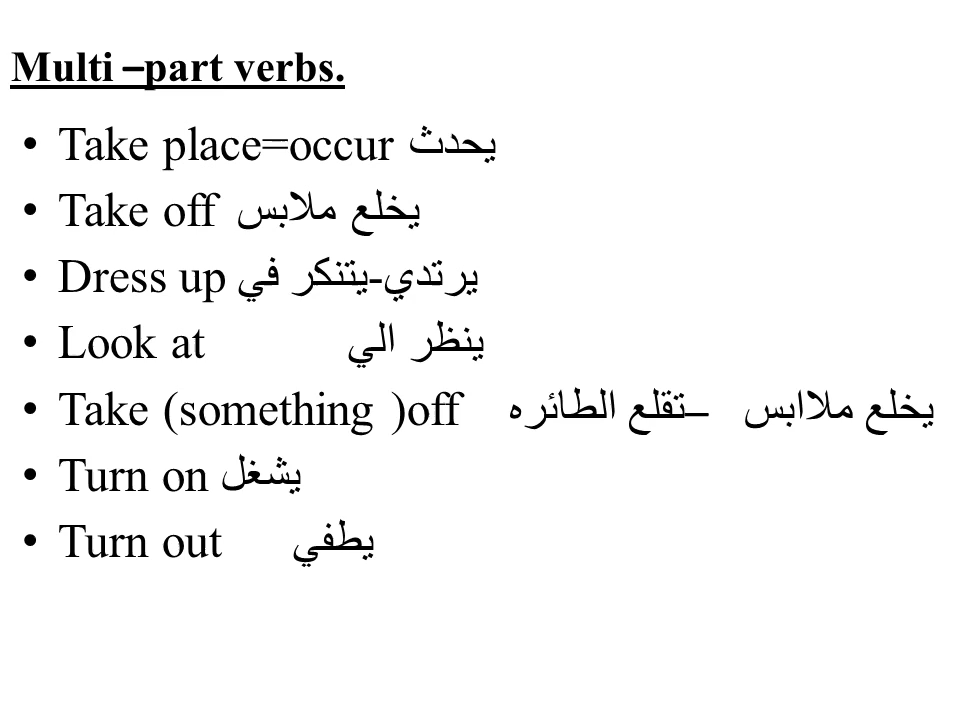 Multi –part verbs.
• Take place=occur يحدث
• Take off يخلع ملابس
• Dress up يرتدي-يتنكر في
• Look at ينظر الي
• Take (something )off يخلع ملاابس –تقلع الطائره
• Turn on يشغل
• Turn out يطفي